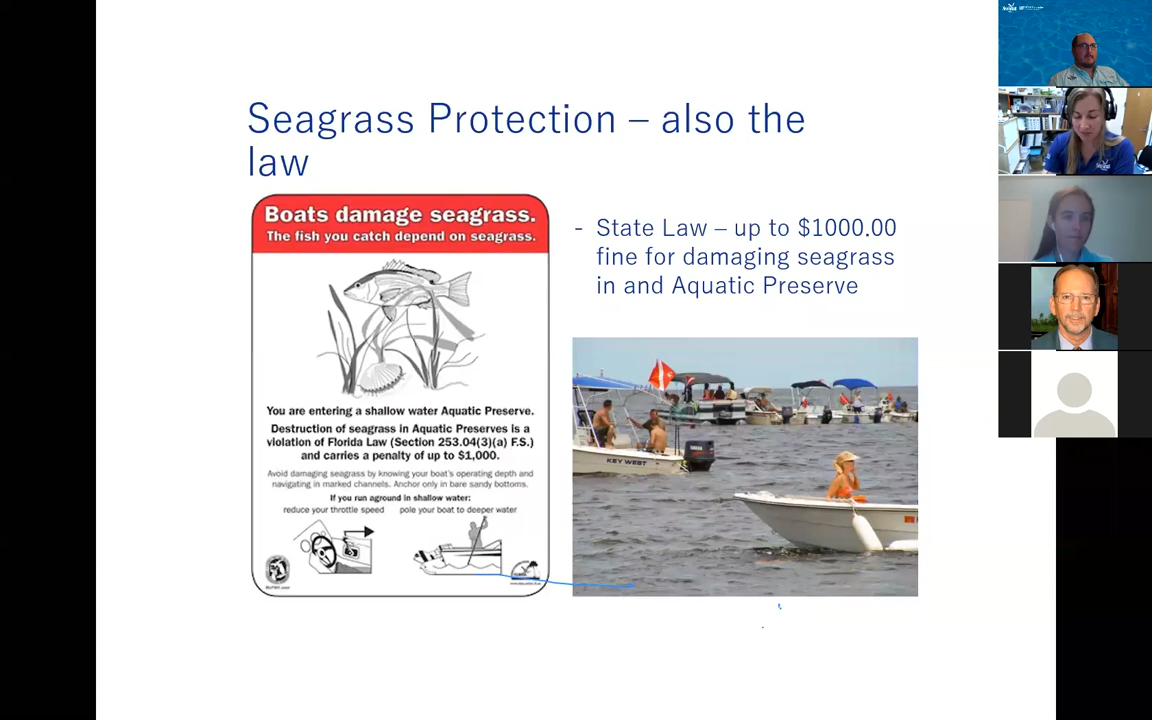 Seagrass Protection – also the
law
Boats damage seagrass.
The fish you catch depend on seagrass.
You are entering a shallow water Aquatic Preserve.
Destruction of seagrass in Aquatic Preserves is a
violation of Florida Law (Section 253.04(3)(a) F.S.)
and carries a penalty of up to $1,000.
Avoid damaging seagrass by knowing your boat's operating depth and
navigating in marked channels. Anchor only in bare sandy bottoms.
If you run aground in shallow water:
reduce your throttle speed
pole your boat to deeper water
- State Law – up to $1000.00
fine for damaging seagrass
in and Aquatic Preserve
KEY WEST
YAMAHA